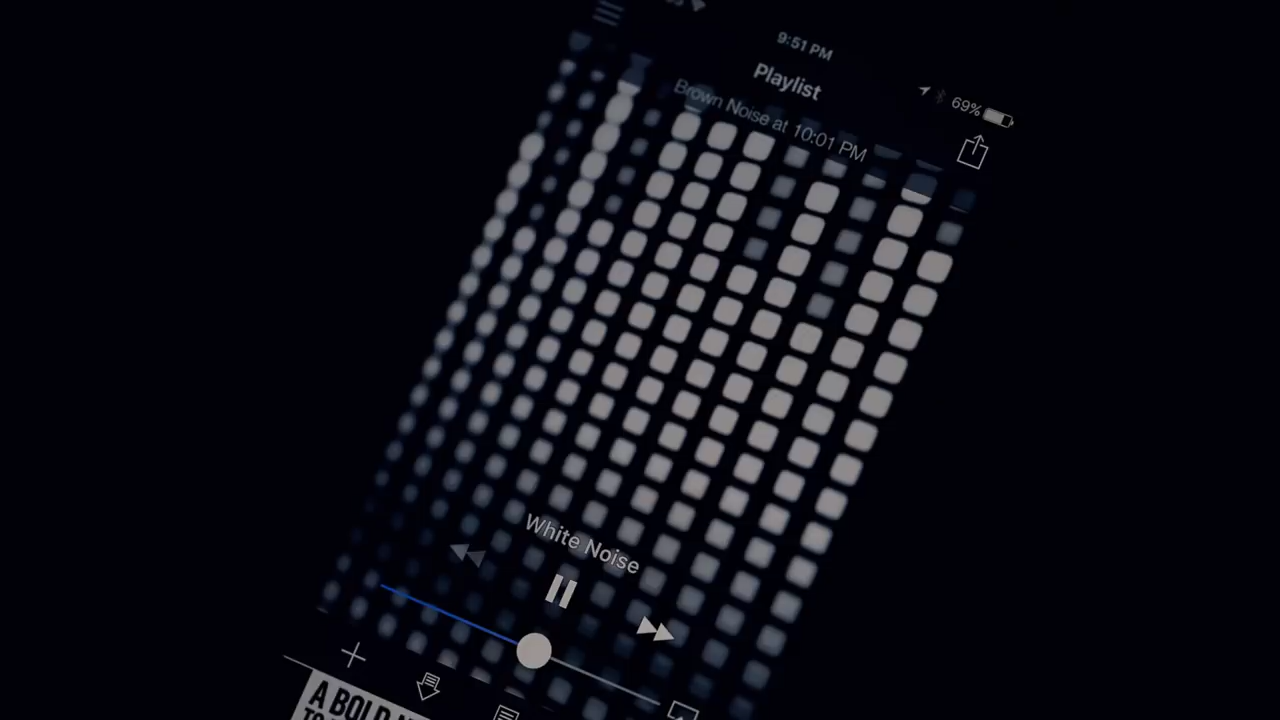 9:51 PM
69%
Playlist
Brown Noise at 10:01 PM
White Noise
A BOLD